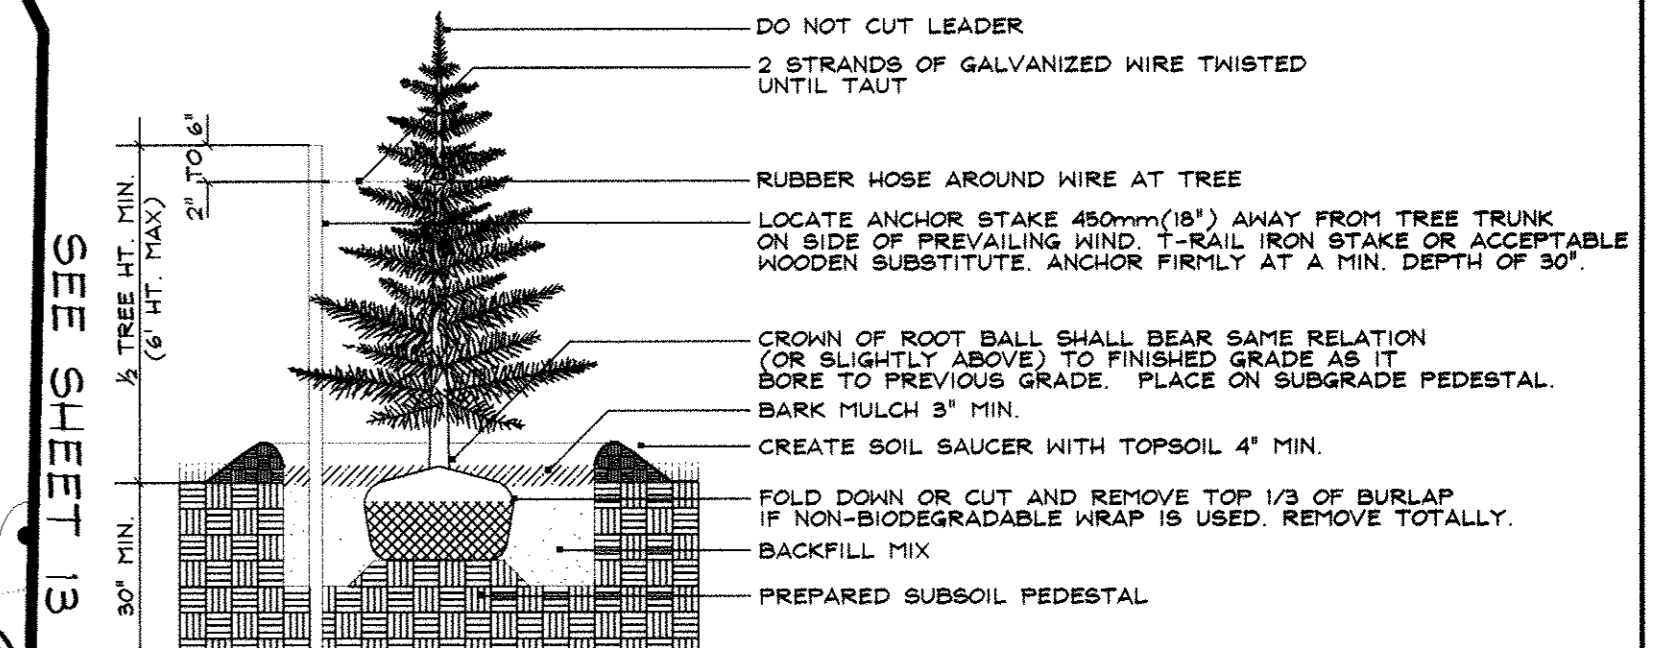 DO NOT CUT LEADER
2 STRANDS OF GALVANIZED WIRE TWISTED
UNTIL TAUT
RUBBER HOSE AROUND WIRE AT TREE
LOCATE ANCHOR STAKE 450mm(18") AWAY FROM TREE TRUNK
ON SIDE OF PREVAILING WIND. T-RAIL IRON STAKE OR ACCEPTABLE
WOODEN SUBSTITUTE. ANCHOR FIRMLY AT A MIN. DEPTH OF 30".
CROWN OF ROOT BALL SHALL BEAR SAME RELATION
(OR SLIGHTLY ABOVE) TO FINISHED GRADE AS IT
BORE TO PREVIOUS GRADE. PLACE ON SUBGRADE PEDESTAL.
BARK MULCH 3" MIN.
CREATE SOIL SAUCER WITH TOPSOIL 4" MIN.
FOLD DOWN OR CUT AND REMOVE TOP 1/3 OF BURLAP
IF NON-BIODEGRADABLE WRAP IS USED. REMOVE TOTALLY.
BACKFILL MIX
PREPARED SUBSOIL PEDESTAL
2" TO 6"
½ TREE HT. MIN.
(6' HT. MAX)
30" MIN.
SEE SHEET 13